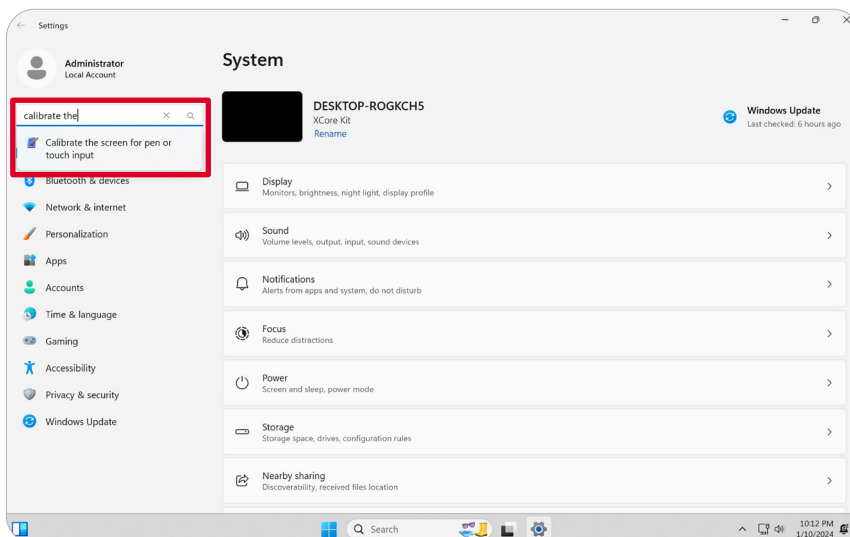 Settings
Administrator
Local Account
calibrate the
Calibrate the screen for pen or
touch input
Bluetooth & devices
Network & internet
Personalization
Apps
Accounts
Time & language
Gaming
Accessibility
Privacy & security
Windows Update
System
DESKTOP-ROGKCH5
XCore Kit
Rename
Windows Update
Last checked: 6 hours ago
Display
Monitors, brightness, night light, display profile
Sound
Volume levels, output, input, sound devices
Notifications
Alerts from apps and system, do not disturb
Focus
Reduce distractions
Power
Screen and sleep, power mode
Storage
Storage space, drives, configuration rules
Nearby sharing
Discoverability, received files location
Search
10:12 PM
1/10/2024